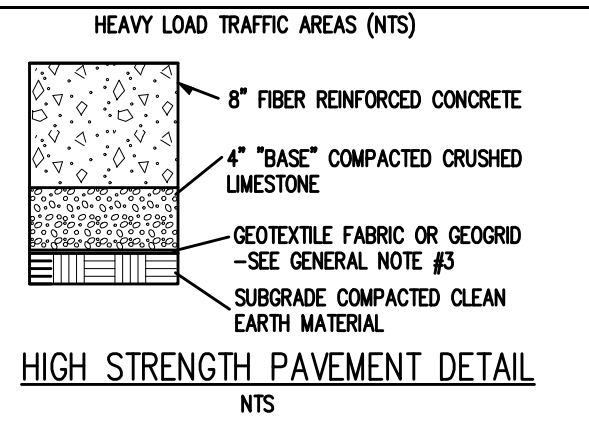 HEAVY LOAD TRAFFIC AREAS (NTS)
8" FIBER REINFORCED CONCRETE
4" "BASE" COMPACTED CRUSHED
LIMESTONE
GEOTEXTILE FABRIC OR GEOGRID
-SEE GENERAL NOTE #3
SUBGRADE COMPACTED CLEAN
EARTH MATERIAL
HIGH STRENGTH PAVEMENT DETAIL
NTS